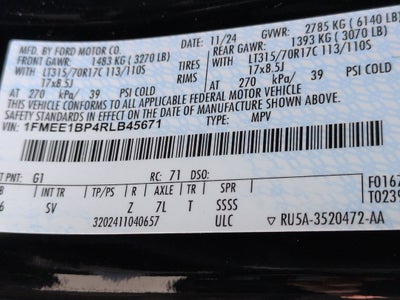 MFD. BY FORD MOTOR CO.
DATE: 11/24 GVWR: 2785 KG (6140 LB)
FRONT GAWR: 1483 KG (3270 LB) REAR GAWR: 1393 KG (3070 LB)
WITH LT315/70R17C 113/110S TIRES WITH LT315/70R17C 113/110S TIRES
17x8.5J RIMS 17x8.5J RIMS
AT 270 kPa/ 39 PSI COLD AT 270 kPa/ 39 PSI COLD
THIS VEHICLE CONFORMS TO ALL APPLICABLE FEDERAL MOTOR VEHICLE
SAFETY STANDARDS IN EFFECT ON THE DATE OF MANUFACTURE SHOWN ABOVE.
VIN: 1FMEE1BP4RLB45671
TYPE: MPV
PNT: G1 RC: 71 DSO:
INT TR TP/PS R AXLE TR SPR
SV Z 7L T SSSS
3202411040657 ULC
F0167
T0239
RU5A-3520472-AA